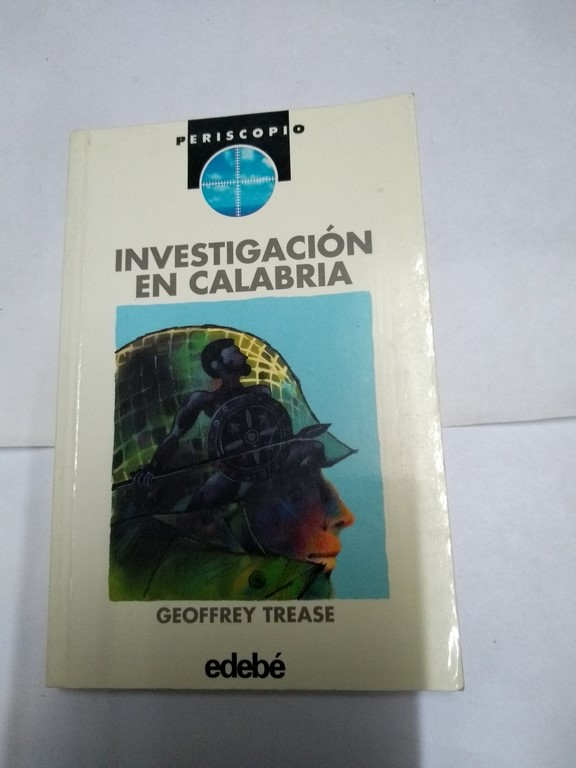 PERISCOPIO
INVESTIGACIÓN
EN CALABRIA
GEOFFREY TREASE
edebé